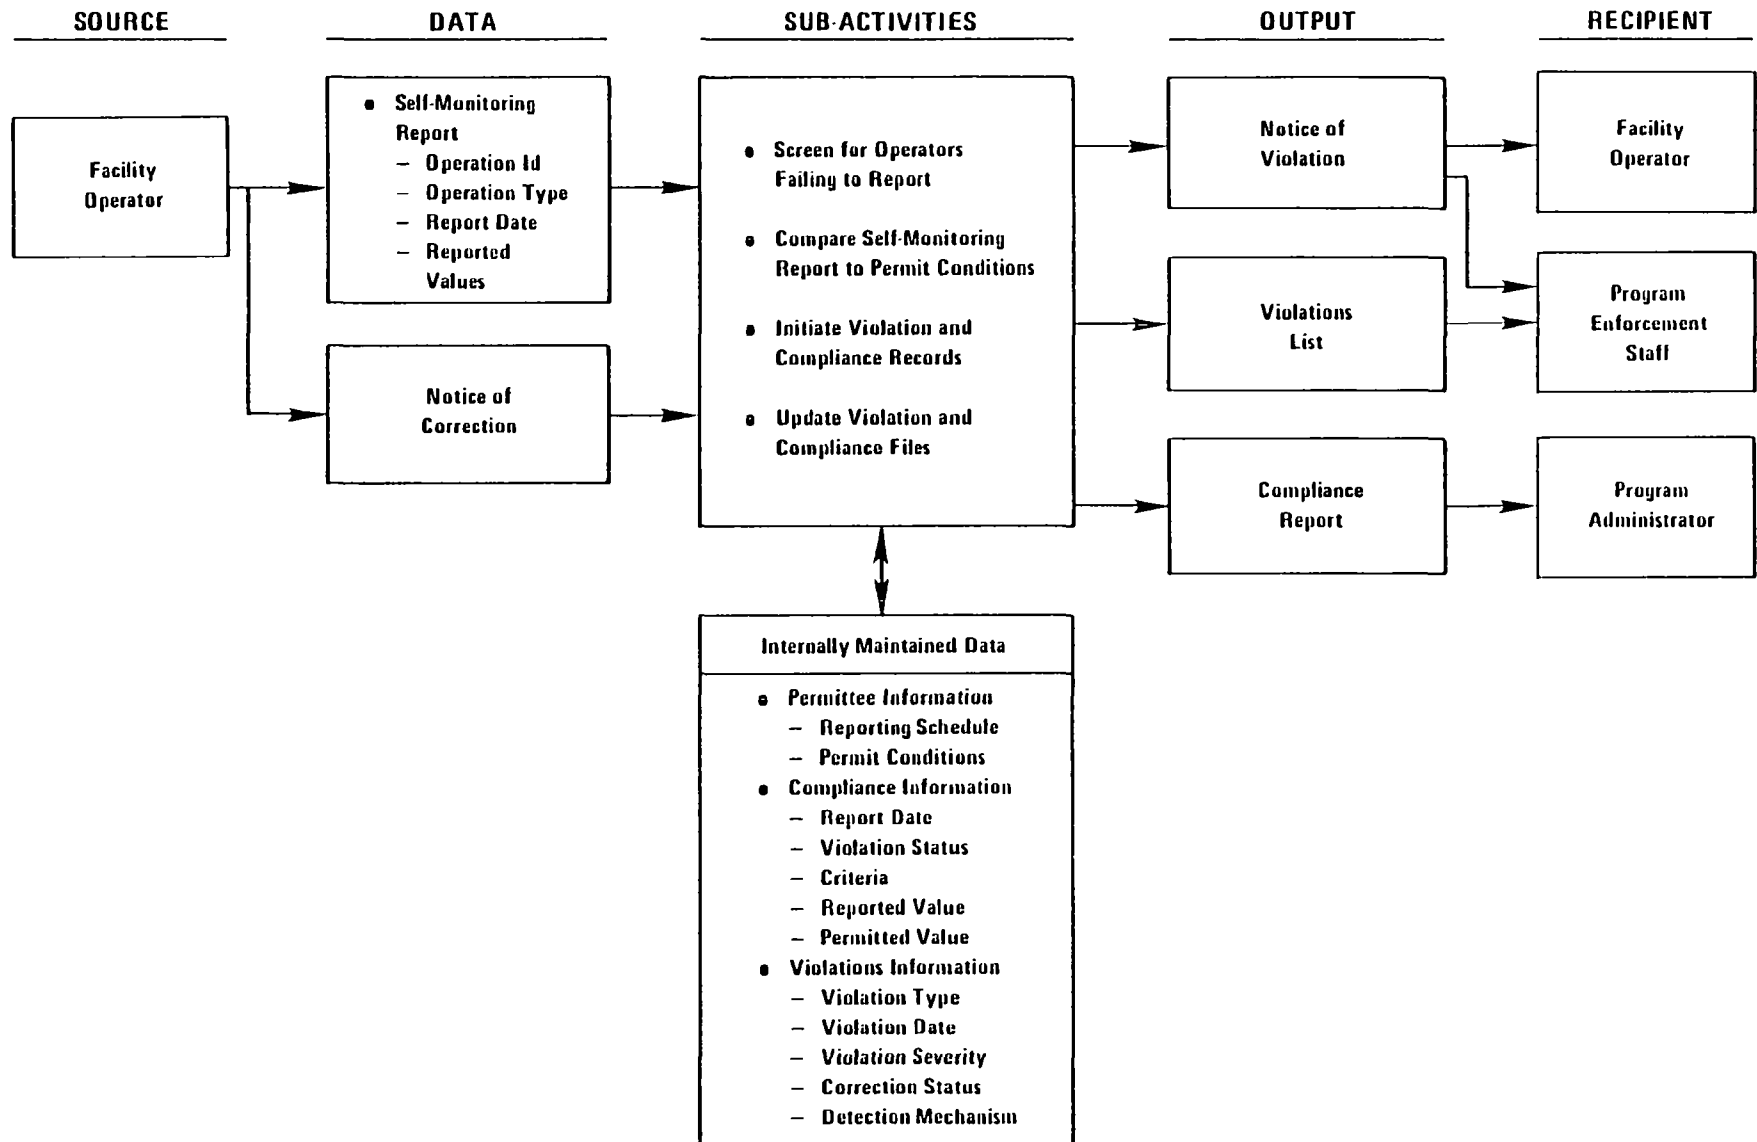 SOURCE
DATA
SUB-ACTIVITIES
OUTPUT
RECIPIENT
Facility
Operator
• Self-Monitoring
Report
– Operation Id
– Operation Type
– Report Date
– Reported
Values
Notice of
Correction
• Screen for Operators
Failing to Report
• Compare Self-Monitoring
Report to Permit Conditions
• Initiate Violation and
Compliance Records
• Update Violation and
Compliance Files
Notice of
Violation
Violations
List
Compliance
Report
Facility
Operator
Program
Enforcement
Staff
Program
Administrator
Internally Maintained Data
• Permittee Information
– Reporting Schedule
– Permit Conditions
• Compliance Information
– Report Date
– Violation Status
– Criteria
– Reported Value
– Permitted Value
• Violations Information
– Violation Type
– Violation Date
– Violation Severity
– Correction Status
– Detection Mechanism